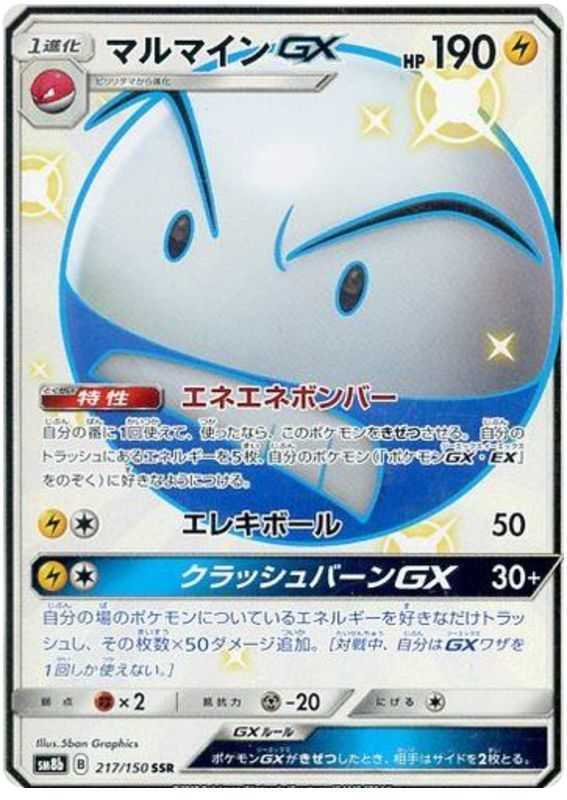 1進化 マルマインGX HP 190
ビリリダマから進化
特性 エネエネボンバー
自分の番に1回使えて、使ったなら、このポケモンをきぜつさせる。自分の
トラッシュにあるエネルギーを5枚、自分のポケモン(「ポケモンGX・EX」
をのぞく)に好きなようにつける。
エレキボール 50
クラッシュバーンGX 30+
自分の場のポケモンについているエネルギーを好きなだけトラッ
シュし、その枚数×50ダメージ追加。[対戦中、自分はGXワザを
1回しか使えない。]
弱点 ×2 抵抗力 -20 にげる
GXルール
ポケモンGXがきぜつしたとき、相手はサイドを2枚とる。
Illus. 5ban Graphics
sm8b B 217/150 SSR